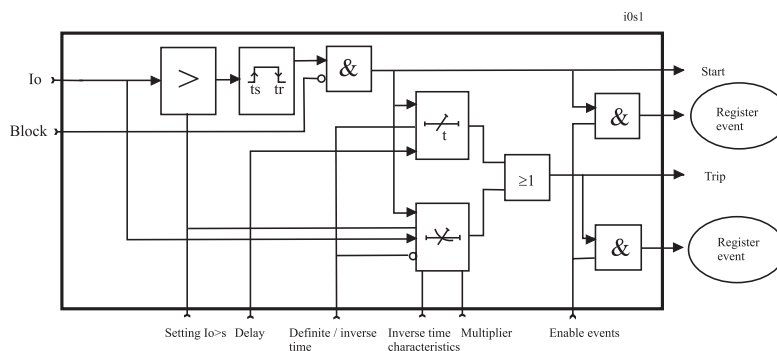 i0s1
Io
>
ts tr
&
Start
Block
t
&
Register
event
≥1
Trip
&
Register
event
Setting Io>s
Delay
Definite / inverse
time
Inverse time
characteristics
Multiplier
Enable events